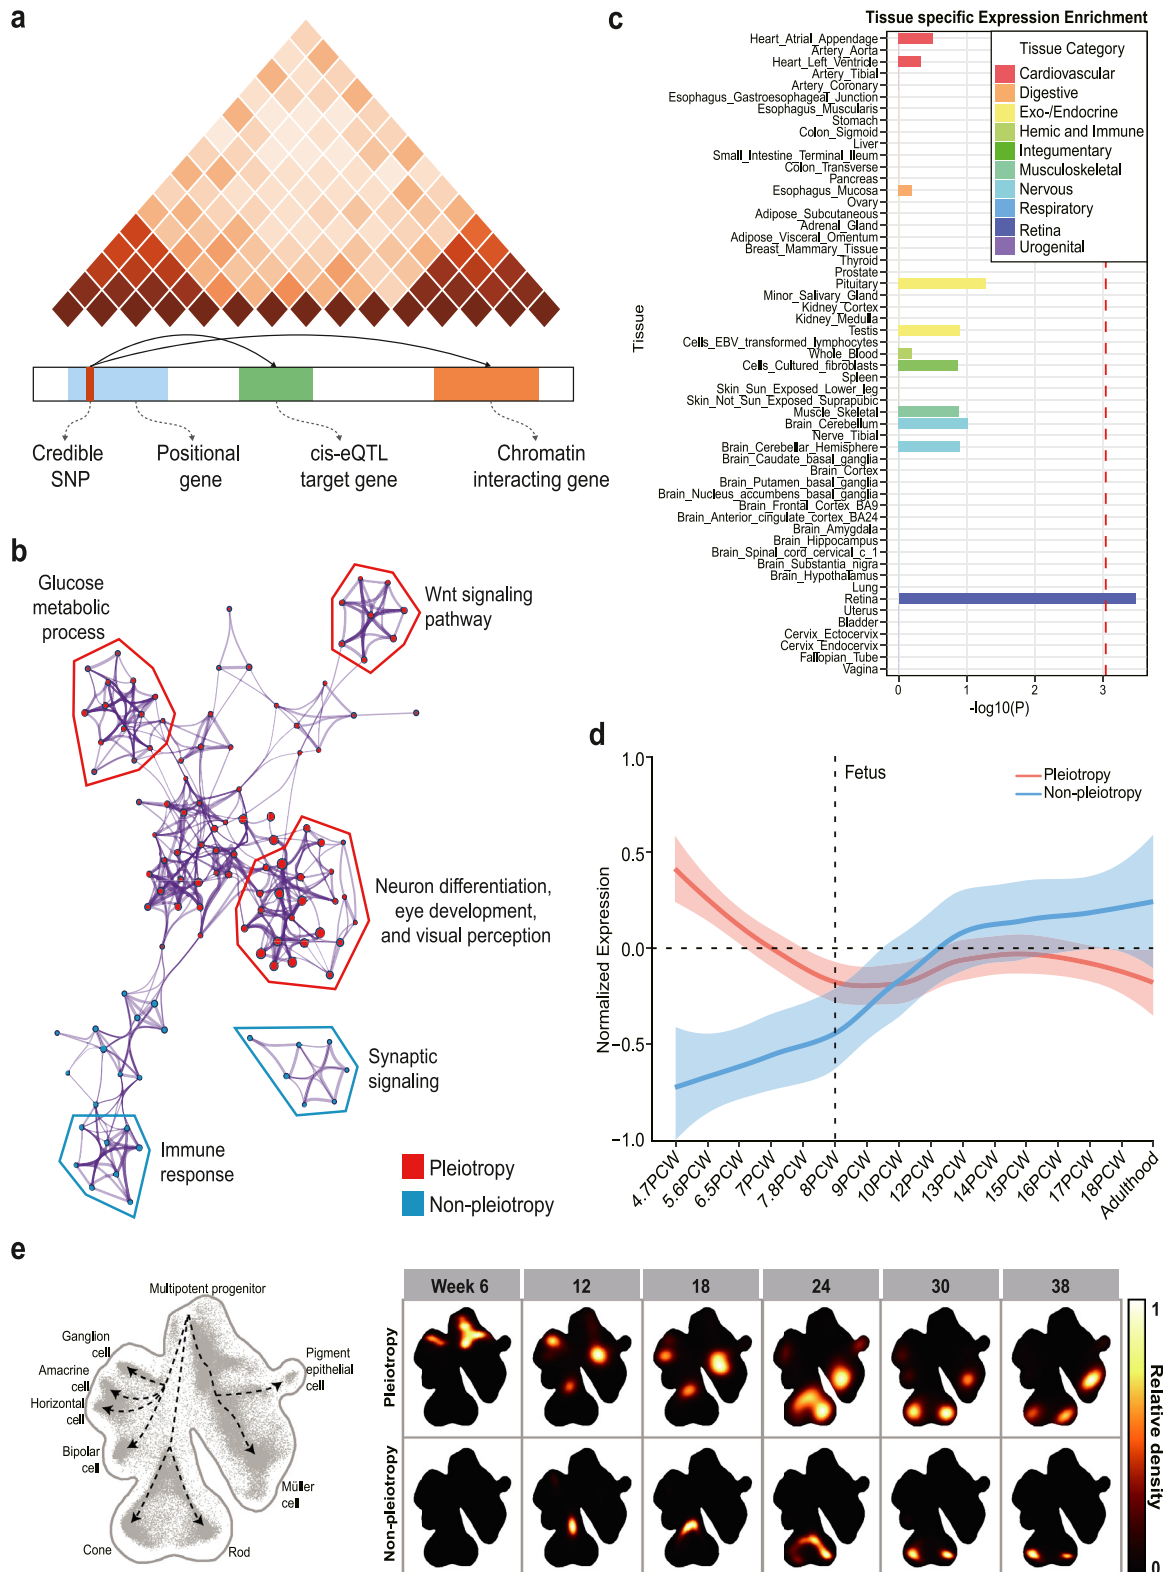 a
Credible
SNP
Positional
gene
cis-eQTL
target gene
Chromatin
interacting gene
b
Glucose
metabolic
process
Wnt signaling
pathway
Neuron differentiation,
eye development,
and visual perception
Synaptic
signaling
Immune
response
Pleiotropy
Non-pleiotropy
c
Tissue specific Expression Enrichment
Tissue
Heart_Atrial_Appendage
Artery_Aorta
Heart_Left_Ventricle
Artery_Tibial
Artery_Coronary
Esophagus_Gastroesophageal_Junction
Esophagus_Muscularis
Stomach
Colon_Sigmoid
Liver
Small_Intestine_Terminal_Ileum
Colon_Transverse
Pancreas
Esophagus_Mucosa
Ovary
Adipose_Subcutaneous
Adrenal_Gland
Adipose_Visceral_Omentum
Breast_Mammary_Tissue
Thyroid
Prostate
Pituitary
Minor_Salivary_Gland
Kidney_Cortex
Kidney_Medulla
Testis
Cells_EBV_transformed_lymphocytes
Whole_Blood
Cells_Cultured_fibroblasts
Spleen
Skin_Sun_Exposed_Lower_leg
Skin_Not_Sun_Exposed_Suprapubic
Muscle_Skeletal
Brain_Cerebellum
Nerve_Tibial
Brain_Cerebellar_Hemisphere
Brain_Caudate_basal_ganglia
Brain_Cortex
Brain_Putamen_basal_ganglia
Brain_Nucleus_accumbens_basal_ganglia
Brain_Frontal_Cortex_BA9
Brain_Anterior_cingulate_cortex_BA24
Brain_Amygdala
Brain_Hippocampus
Brain_Spinal_cord_cervical_c_1
Brain_Substantia_nigra
Brain_Hypothalamus
Lung
Retina
Uterus
Bladder
Cervix_Ectocervix
Cervix_Endocervix
Fallopian_Tube
Vagina
0 1 2 3
-log10(P)
Tissue Category
Cardiovascular
Digestive
Exo-/Endocrine
Hemic and Immune
Integumentary
Musculoskeletal
Nervous
Respiratory
Retina
Urogenital
d
Normalized Expression
1.0
0.5
0.0
−0.5
−1.0
Fetus
Pleiotropy
Non-pleiotropy
4.7PCW
5.6PCW
6.5PCW
7PCW
7.8PCW
8PCW
9PCW
10PCW
12PCW
13PCW
14PCW
15PCW
16PCW
17PCW
18PCW
Adulthood
e
Multipotent progenitor
Ganglion
cell
Amacrine
cell
Horizontal
cell
Bipolar
cell
Cone
Rod
Müller
cell
Pigment
epithelial
cell
Week 6 12 18 24 30 38
Pleiotropy
Non-pleiotropy
1
Relative density
0